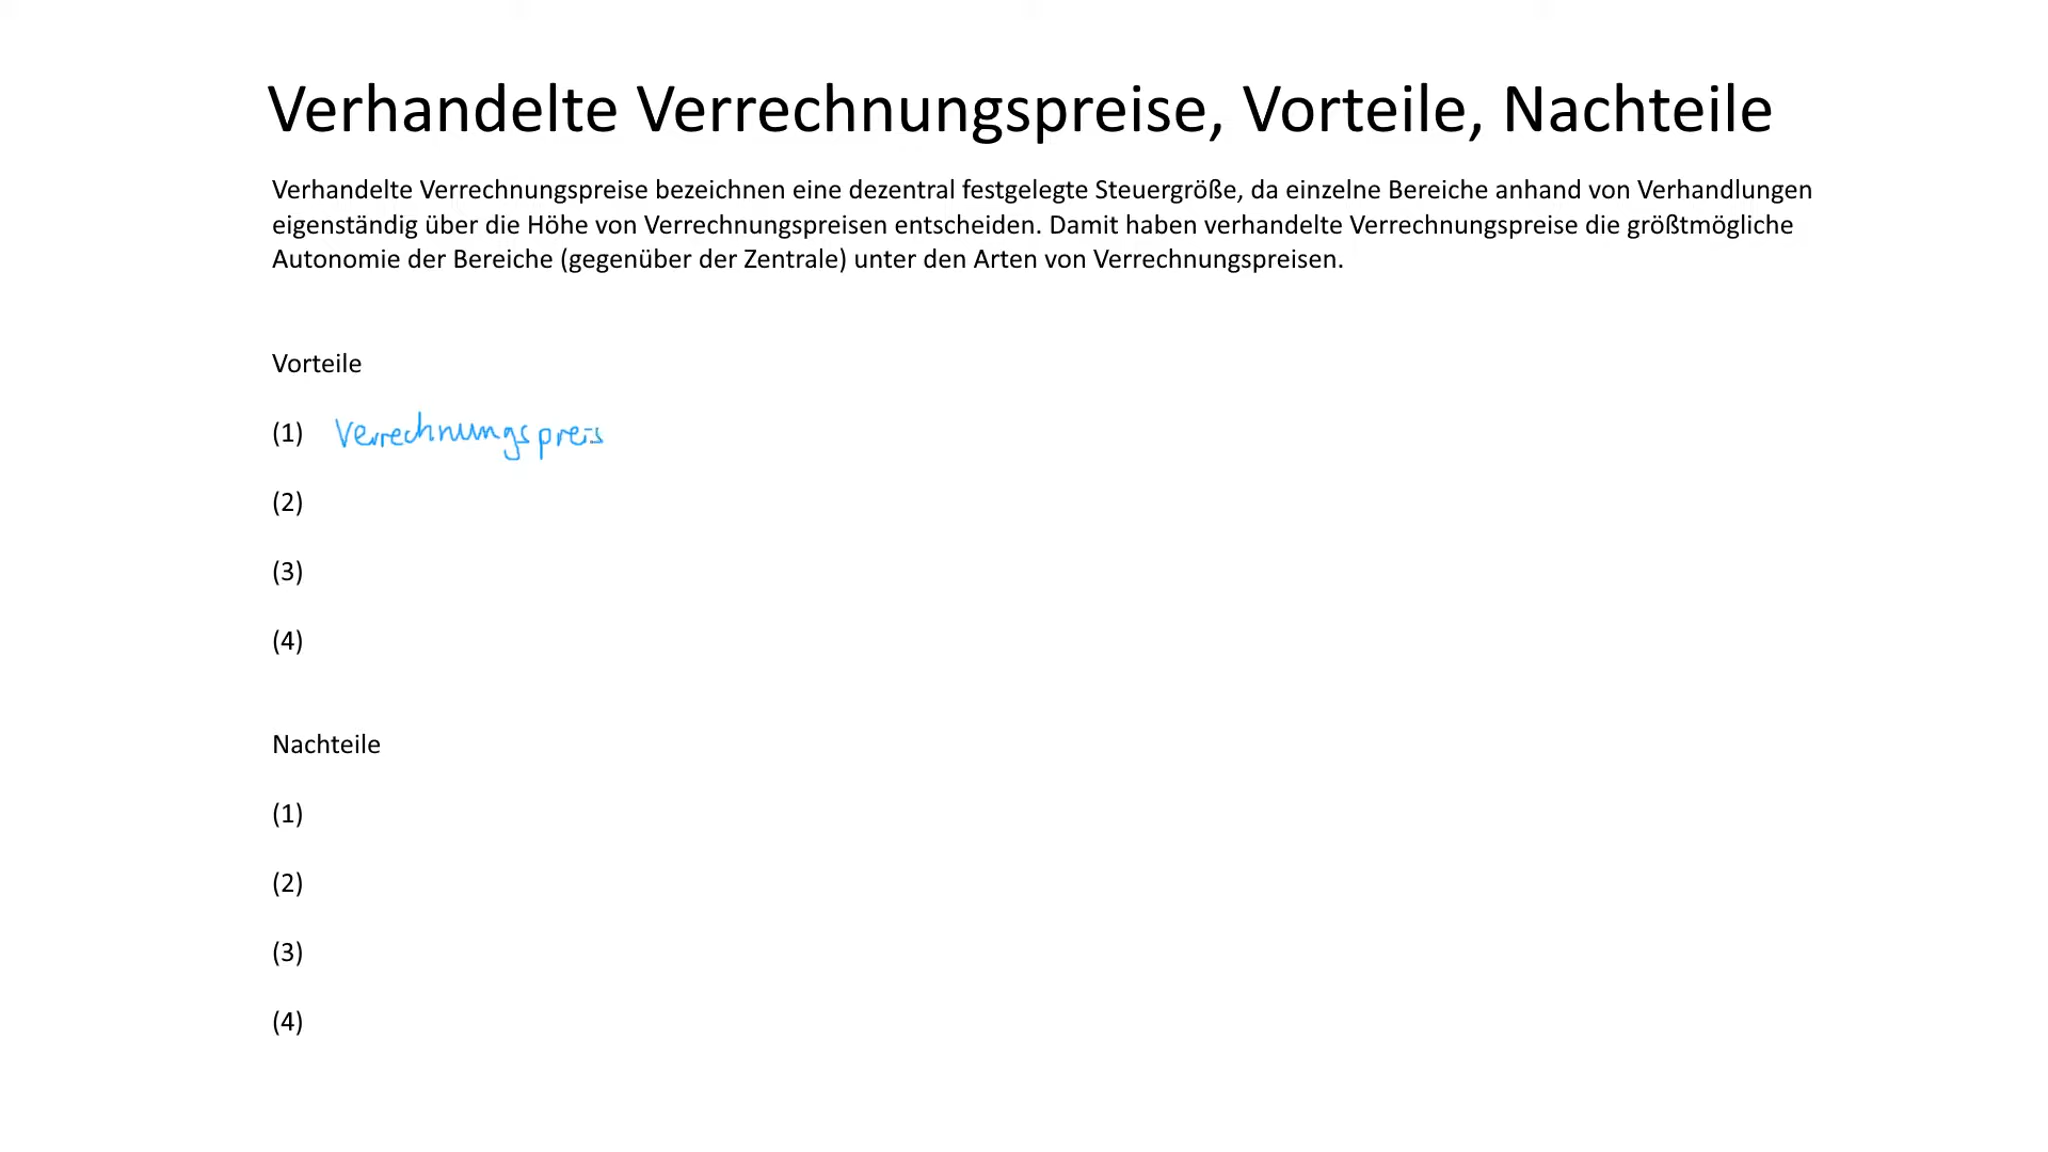 Verhandelte Verrechnungspreise, Vorteile, Nachteile
Verhandelte Verrechnungspreise bezeichnen eine dezentral festgelegte Steuergröße, da einzelne Bereiche anhand von Verhandlungen
eigenständig über die Höhe von Verrechnungspreisen entscheiden. Damit haben verhandelte Verrechnungspreise die größtmögliche
Autonomie der Bereiche (gegenüber der Zentrale) unter den Arten von Verrechnungspreisen.
Vorteile
(1) Verrechnungspreis
(2)
(3)
(4)
Nachteile
(1)
(2)
(3)
(4)